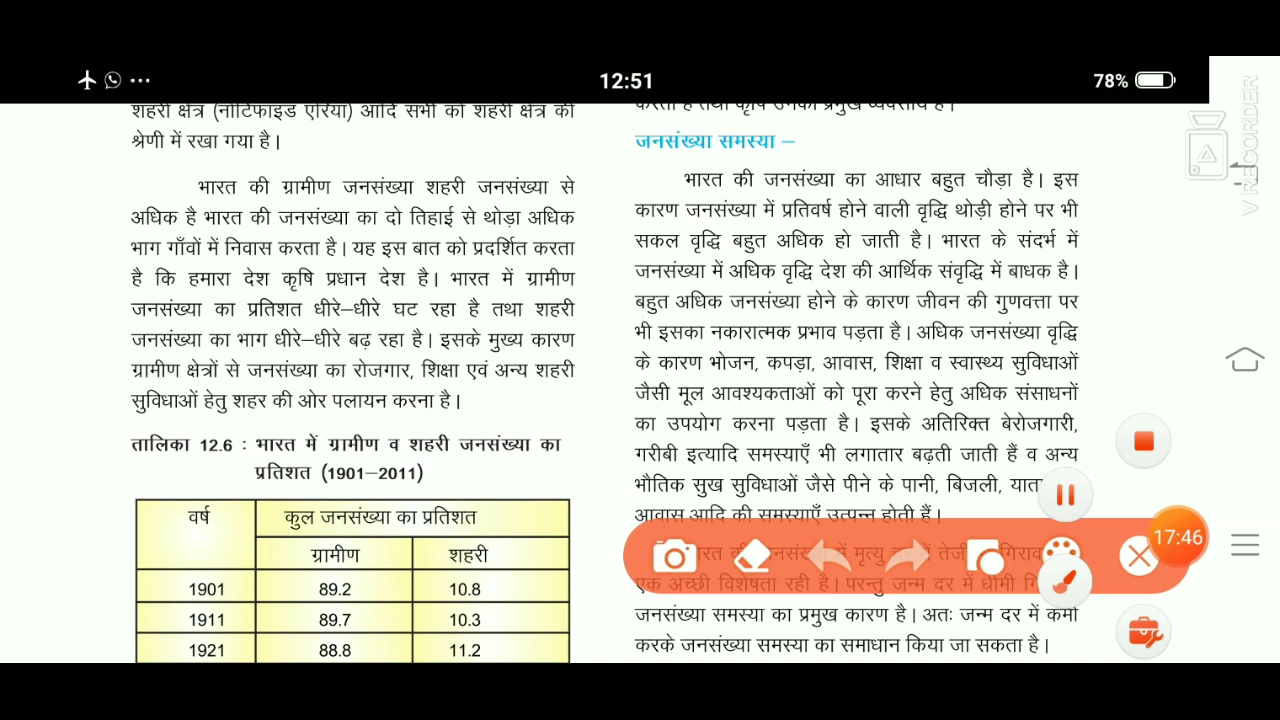 12:51
78%
V RECORDER
शहरी क्षेत्र (नोटिफाइड एरिया) आदि सभी को शहरी क्षेत्र की
श्रेणी में रखा गया है।
भारत की ग्रामीण जनसंख्या शहरी जनसंख्या से
अधिक है भारत की जनसंख्या का दो तिहाई से थोड़ा अधिक
भाग गाँवों में निवास करता है। यह इस बात को प्रदर्शित करता
है कि हमारा देश कृषि प्रधान देश है। भारत में ग्रामीण
जनसंख्या का प्रतिशत धीरे–धीरे घट रहा है तथा शहरी
जनसंख्या का भाग धीरे–धीरे बढ़ रहा है। इसके मुख्य कारण
ग्रामीण क्षेत्रों से जनसंख्या का रोजगार, शिक्षा एवं अन्य शहरी
सुविधाओं हेतु शहर की ओर पलायन करना है।
तालिका 12.6 : भारत में ग्रामीण व शहरी जनसंख्या का
प्रतिशत (1901–2011)
वर्ष कुल जनसंख्या का प्रतिशत
ग्रामीण शहरी
1901 89.2 10.8
1911 89.7 10.3
1921 88.8 11.2
करता है तथा कृषि उनका प्रमुख व्यवसाय है।
जनसंख्या समस्या –
भारत की जनसंख्या का आधार बहुत चौड़ा है। इस
कारण जनसंख्या में प्रतिवर्ष होने वाली वृद्धि थोड़ी होने पर भी
सकल वृद्धि बहुत अधिक हो जाती है। भारत के संदर्भ में
जनसंख्या में अधिक वृद्धि देश की आर्थिक संवृद्धि में बाधक है।
बहुत अधिक जनसंख्या होने के कारण जीवन की गुणवत्ता पर
भी इसका नकारात्मक प्रभाव पड़ता है। अधिक जनसंख्या वृद्धि
के कारण भोजन, कपड़ा, आवास, शिक्षा व स्वास्थ्य सुविधाओं
जैसी मूल आवश्यकताओं को पूरा करने हेतु अधिक संसाधनों
का उपयोग करना पड़ता है। इसके अतिरिक्त बेरोजगारी,
गरीबी इत्यादि समस्याएँ भी लगातार बढ़ती जाती हैं व अन्य
भौतिक सुख सुविधाओं जैसे पीने के पानी, बिजली,
आवास आदि की समस्याएँ उत्पन्न होती हैं।
में मृत्यु में
एक अच्छी विशेषता रही है। परन्तु जन्म दर में धीमी
जनसंख्या समस्या का प्रमुख कारण है। अतः जन्म दर में कमी
करके जनसंख्या समस्या का समाधान किया जा सकता है।
17:46